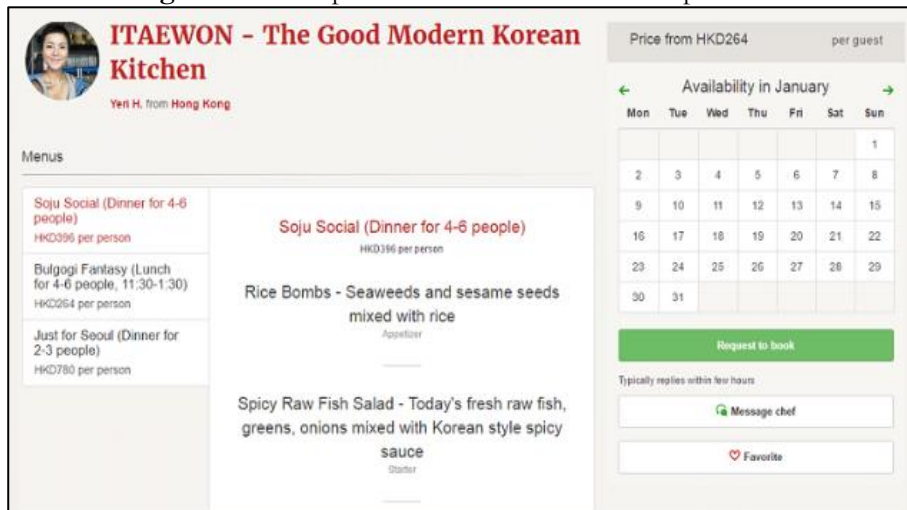 ITAEWON - The Good Modern Korean
Kitchen
Yeri H. from Hong Kong
Menus
Soju Social (Dinner for 4-6
people)
HKD396 per person
Bulgogi Fantasy (Lunch
for 4-6 people, 11:30-1:30)
HKD264 per person
Just for Seoul (Dinner for
2-3 people)
HKD780 per person
Soju Social (Dinner for 4-6 people)
HKD396 per person
Rice Bombs - Seaweeds and sesame seeds
mixed with rice
Appetizer
Spicy Raw Fish Salad - Today's fresh raw fish,
greens, onions mixed with Korean style spicy
sauce
Starter
Price from HKD264 per guest
← Availability in January →
Mon Tue Wed Thu Fri Sat Sun
1
2 3 4 5 6 7 8
9 10 11 12 13 14 15
16 17 18 19 20 21 22
23 24 25 26 27 28 29
30 31
Request to book
Typically replies within few hours
Message chef
Favorite